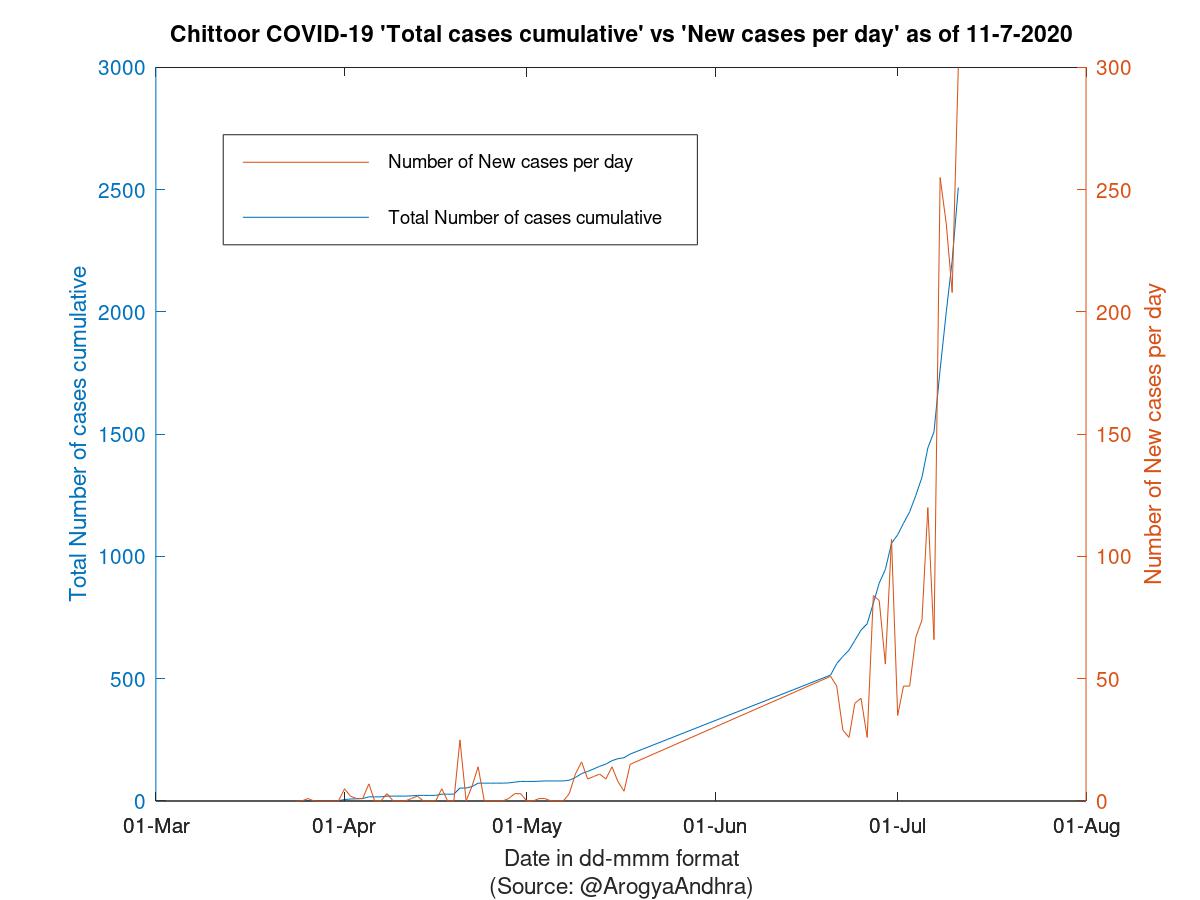 Chittoor COVID-19 'Total cases cumulative' vs 'New cases per day' as of 11-7-2020
3000
2500
2000
1500
1000
500
0
Total Number of cases cumulative
300
250
200
150
100
50
0
Number of New cases per day
Number of New cases per day
Total Number of cases cumulative
01-Mar 01-Apr 01-May 01-Jun 01-Jul 01-Aug
Date in dd-mmm format
(Source: @ArogyaAndhra)